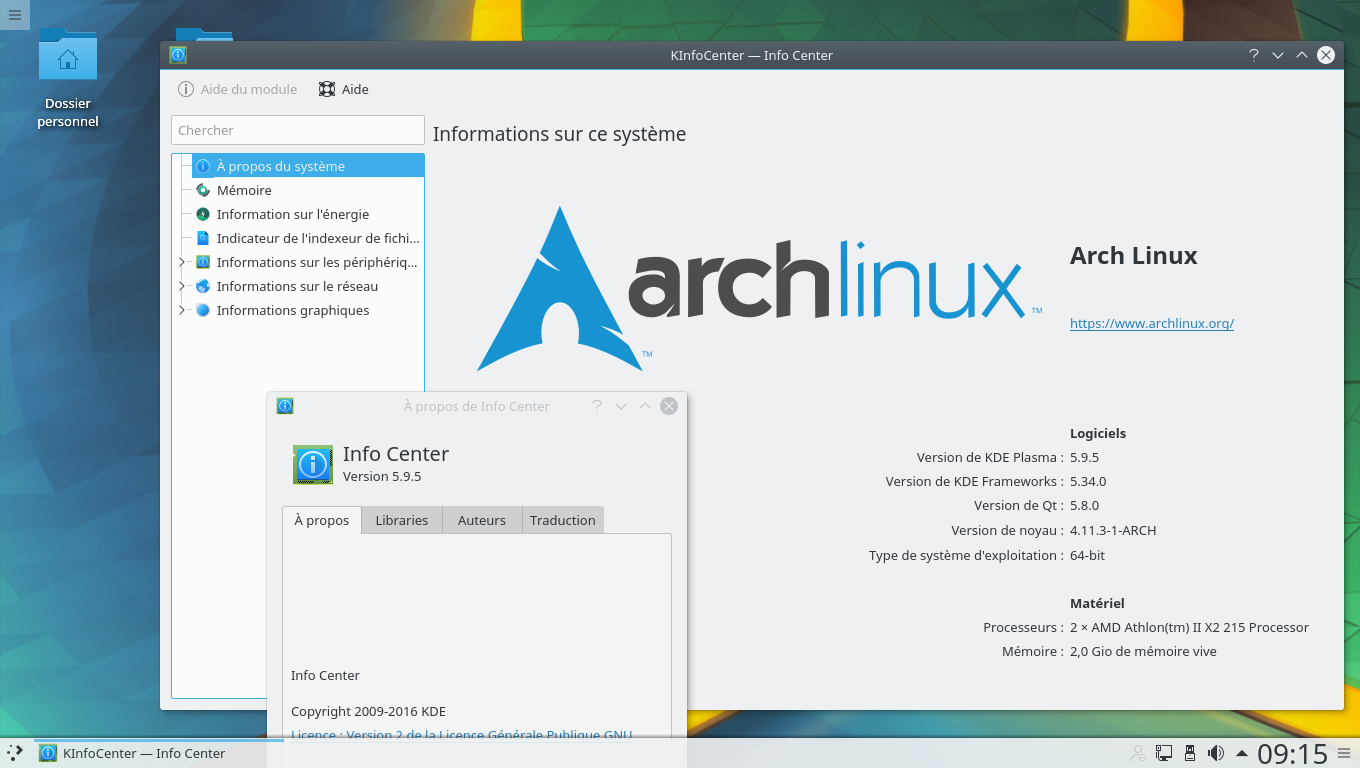 Dossier
personnel
KInfoCenter — Info Center
Aide du module
Aide
Chercher
À propos du système
Mémoire
Information sur l'énergie
Indicateur de l'indexeur de fichi...
Informations sur les périphériq...
Informations sur le réseau
Informations graphiques
Informations sur ce système
archlinux
TM
TM
Arch Linux
https://www.archlinux.org/
Logiciels
Version de KDE Plasma : 5.9.5
Version de KDE Frameworks : 5.34.0
Version de Qt : 5.8.0
Version de noyau : 4.11.3-1-ARCH
Type de système d'exploitation : 64-bit
Matériel
Processeurs : 2 × AMD Athlon(tm) II X2 215 Processor
Mémoire : 2,0 Gio de mémoire vive
À propos de Info Center
Info Center
Version 5.9.5
À propos
Libraries
Auteurs
Traduction
Info Center
Copyright 2009-2016 KDE
Licence : Version 2 de la Licence Générale Publique GNU
KInfoCenter — Info Center
09:15